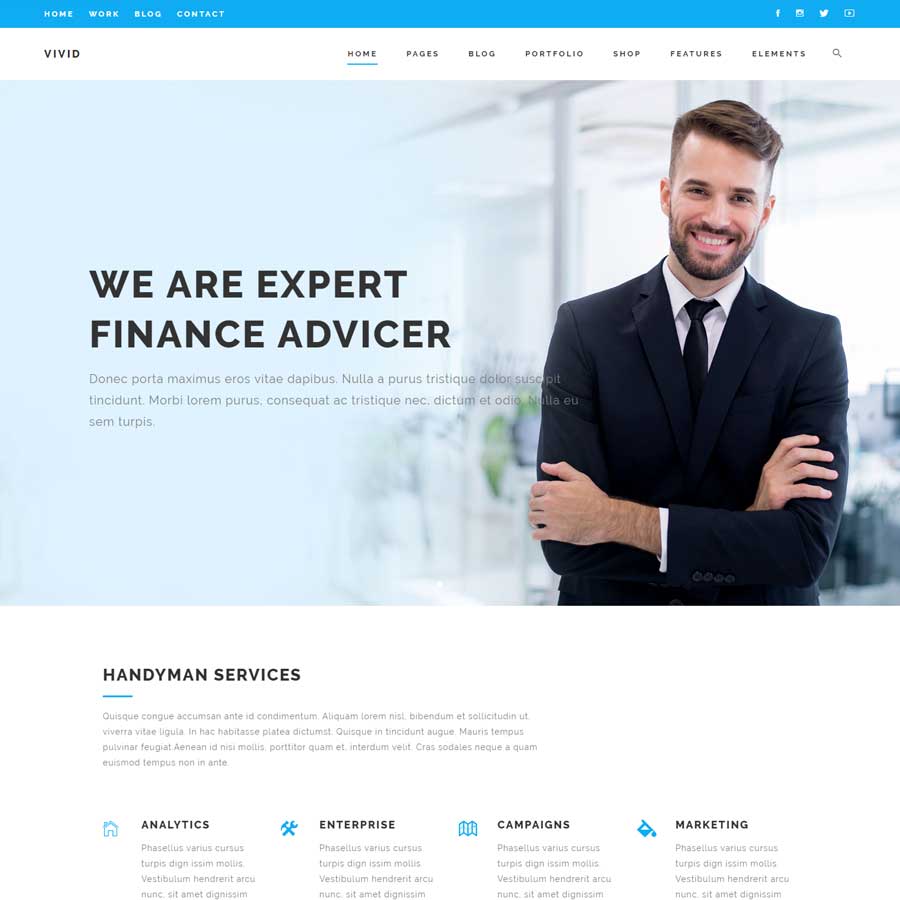 HOME WORK BLOG CONTACT
VIVID
HOME PAGES BLOG PORTFOLIO SHOP FEATURES ELEMENTS
WE ARE EXPERT
FINANCE ADVICER
Donec porta maximus eros vitae dapibus. Nulla a purus tristique dolor suscipit
tincidunt. Morbi lorem purus, consequat ac tristique nec, dictum et odio. Nulla eu
sem turpis.
HANDYMAN SERVICES
Quisque congue accumsan ante id condimentum. Aliquam lorem nisl, bibendum et sollicitudin ut,
viverra vitae ligula. In hac habitasse platea dictumst. Quisque in tincidunt augue. Mauris tempus
pulvinar feugiat.Aenean id nisi mollis, porttitor quam et, interdum velit. Cras sodales neque a quam
euismod tempus non in ante.
ANALYTICS
Phasellus varius cursus
turpis dign issim mollis.
Vestibulum hendrerit arcu
nunc, sit amet dignissim
ENTERPRISE
Phasellus varius cursus
turpis dign issim mollis.
Vestibulum hendrerit arcu
nunc, sit amet dignissim
CAMPAIGNS
Phasellus varius cursus
turpis dign issim mollis.
Vestibulum hendrerit arcu
nunc, sit amet dignissim
MARKETING
Phasellus varius cursus
turpis dign issim mollis.
Vestibulum hendrerit arcu
nunc, sit amet dignissim